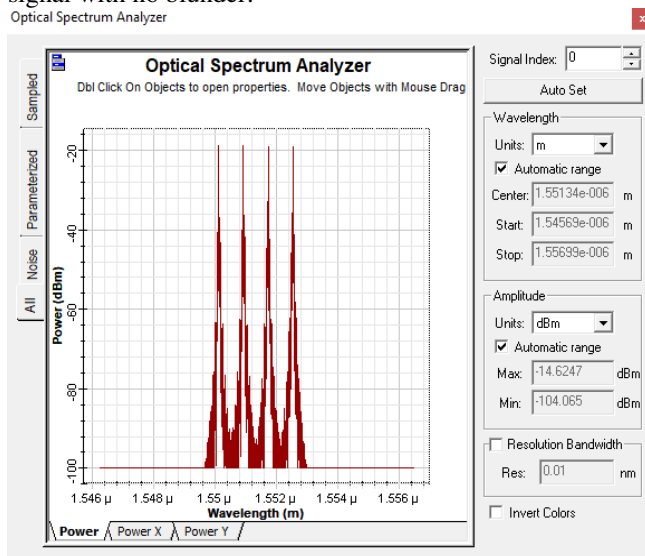 signal with no blunder.
Optical Spectrum Analyzer
x
Optical Spectrum Analyzer
Dbl Click On Objects to open properties. Move Objects with Mouse Drag
Sampled
Parameterized
Noise
All
Power (dBm)
-20
-40
-60
-80
-100
1.546 µ 1.548 µ 1.55 µ 1.552 µ 1.554 µ 1.556 µ
Wavelength (m)
Power Power X Power Y
Signal Index: 0
Auto Set
Wavelength
Units: m
Automatic range
Center: 1.55134e-006 m
Start: 1.54569e-006 m
Stop: 1.55699e-006 m
Amplitude
Units: dBm
Automatic range
Max: -14.6247 dBm
Min: -104.065 dBm
Resolution Bandwidth
Res: 0.01 nm
Invert Colors